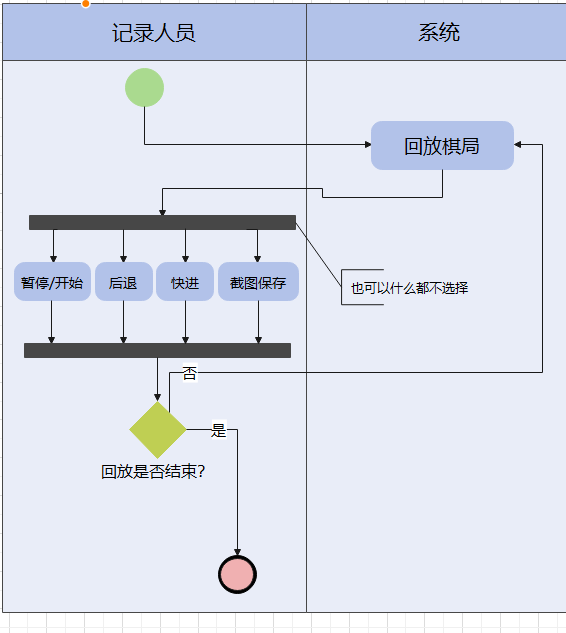 记录人员
系统
回放棋局
暂停/开始
后退
快进
截图保存
也可以什么都不选择
否
是
回放是否结束?